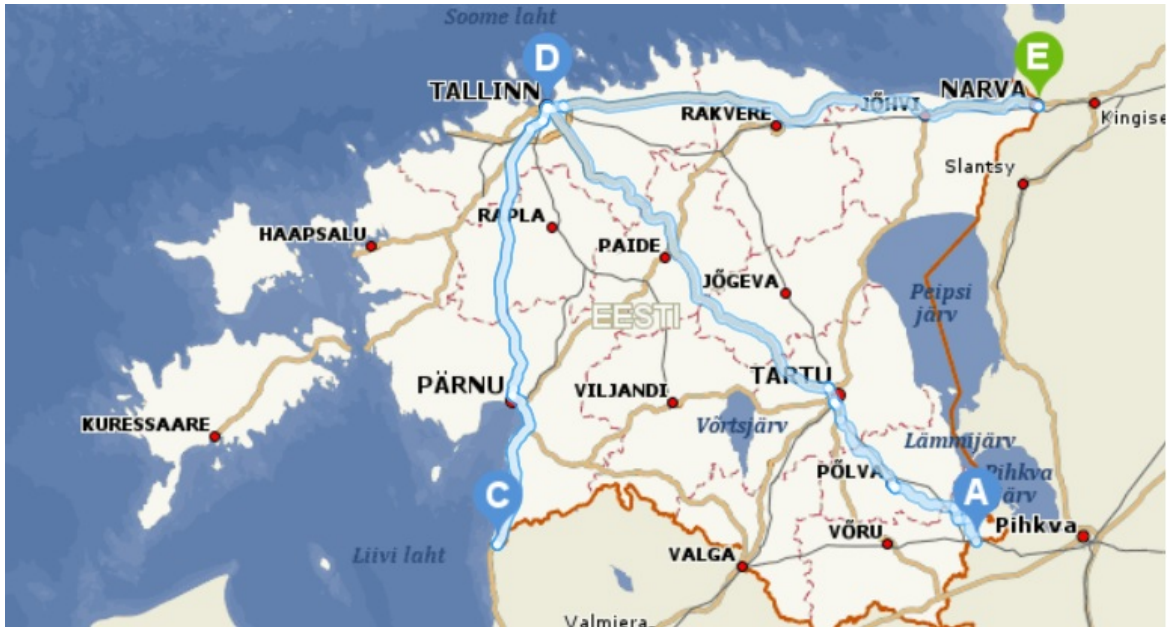 Soome laht
D
E
TALLINN
NARVA
RAKVERE
JÕHVI
Kingise
Slantsy
RAPLA
HAAPSALU
PAIDE
JÕGEVA
Peipsi
järv
EESTI
PÄRNU
VILJANDI
TARTU
KURESSAARE
Võrtsjärv
Lämmijärv
PÕLVA
Pihkva
järv
C
A
VÕRU
Pihkva
Liivi laht
VALGA
Valmiera